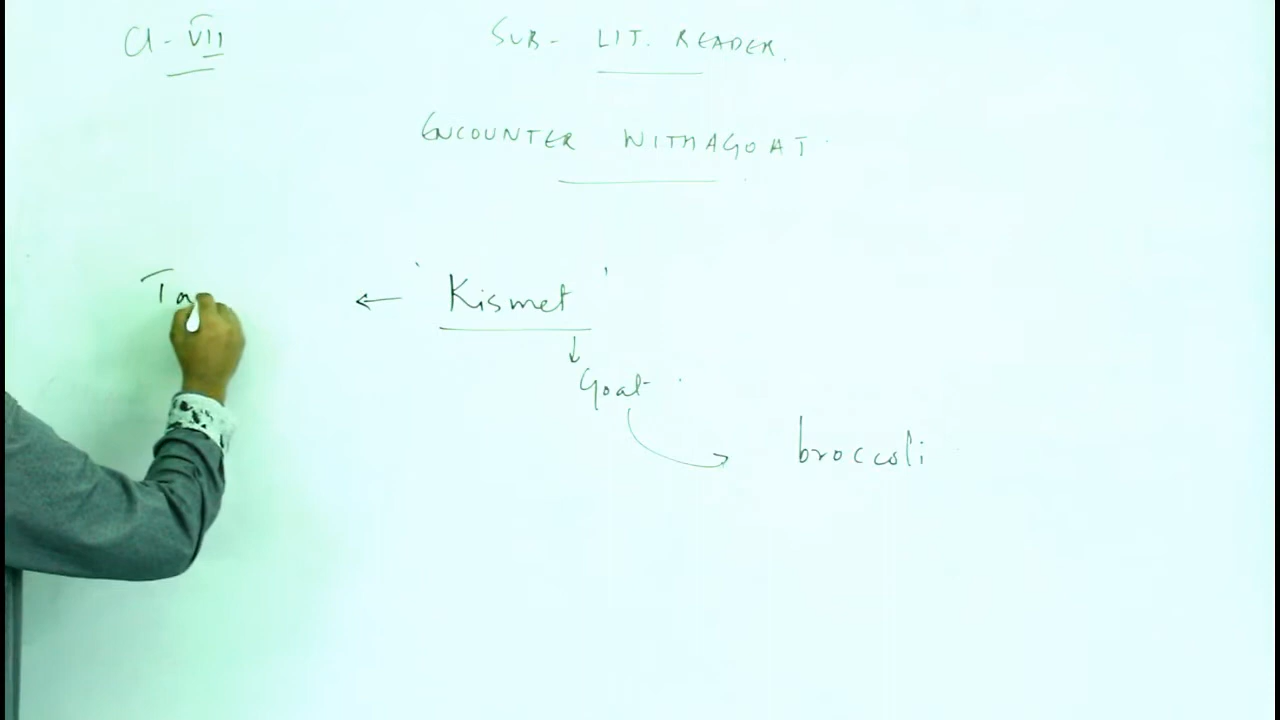 Cl - VII
SUB - LIT. READER.
ENCOUNTER WITH A GOAT.
Ta
← 'Kismet'
↓
Goat.
broccoli